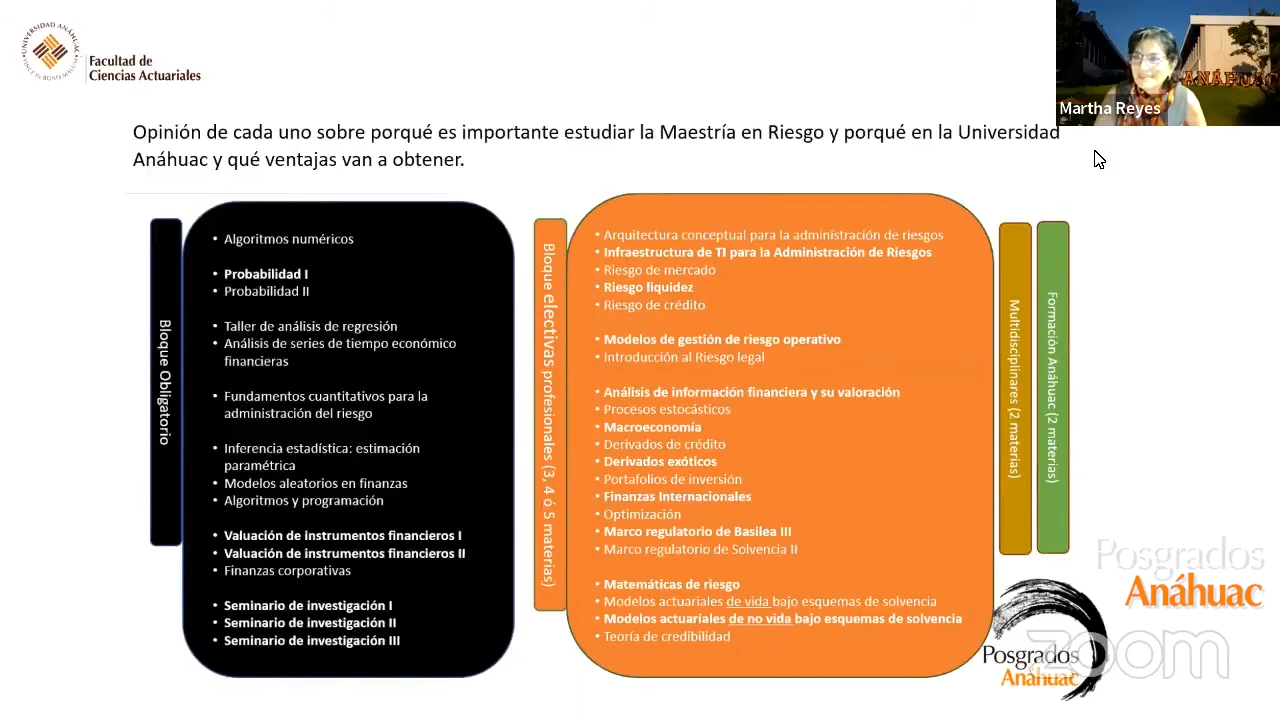 UNIVERSIDAD ANÁHUAC
VINCE IN BONO MALUM
Facultad de
Ciencias Actuariales
ANÁHUAC
Martha Reyes
Opinión de cada uno sobre porqué es importante estudiar la Maestría en Riesgo y porqué en la Universidad
Anáhuac y qué ventajas van a obtener.
Bloque Obligatorio
• Algoritmos numéricos
• Probabilidad I
• Probabilidad II
• Taller de análisis de regresión
• Análisis de series de tiempo económico
financieras
• Fundamentos cuantitativos para la
administración del riesgo
• Inferencia estadística: estimación
paramétrica
• Modelos aleatorios en finanzas
• Algoritmos y programación
• Valuación de instrumentos financieros I
• Valuación de instrumentos financieros II
• Finanzas corporativas
• Seminario de investigación I
• Seminario de investigación II
• Seminario de investigación III
Bloque electivas profesionales (3, 4 ó 5 materias)
• Arquitectura conceptual para la administración de riesgos
• Infraestructura de TI para la Administración de Riesgos
• Riesgo de mercado
• Riesgo liquidez
• Riesgo de crédito
• Modelos de gestión de riesgo operativo
• Introducción al Riesgo legal
• Análisis de información financiera y su valoración
• Procesos estocásticos
• Macroeconomía
• Derivados de crédito
• Derivados exóticos
• Portafolios de inversión
• Finanzas Internacionales
• Optimización
• Marco regulatorio de Basilea III
• Marco regulatorio de Solvencia II
• Matemáticas de riesgo
• Modelos actuariales de vida bajo esquemas de solvencia
• Modelos actuariales de no vida bajo esquemas de solvencia
• Teoría de credibilidad
Multidisciplinares (2 materias)
Formación Anáhuac (2 materias)
Posgrados
Anáhuac
Posgrados
Anáhuac
zoom